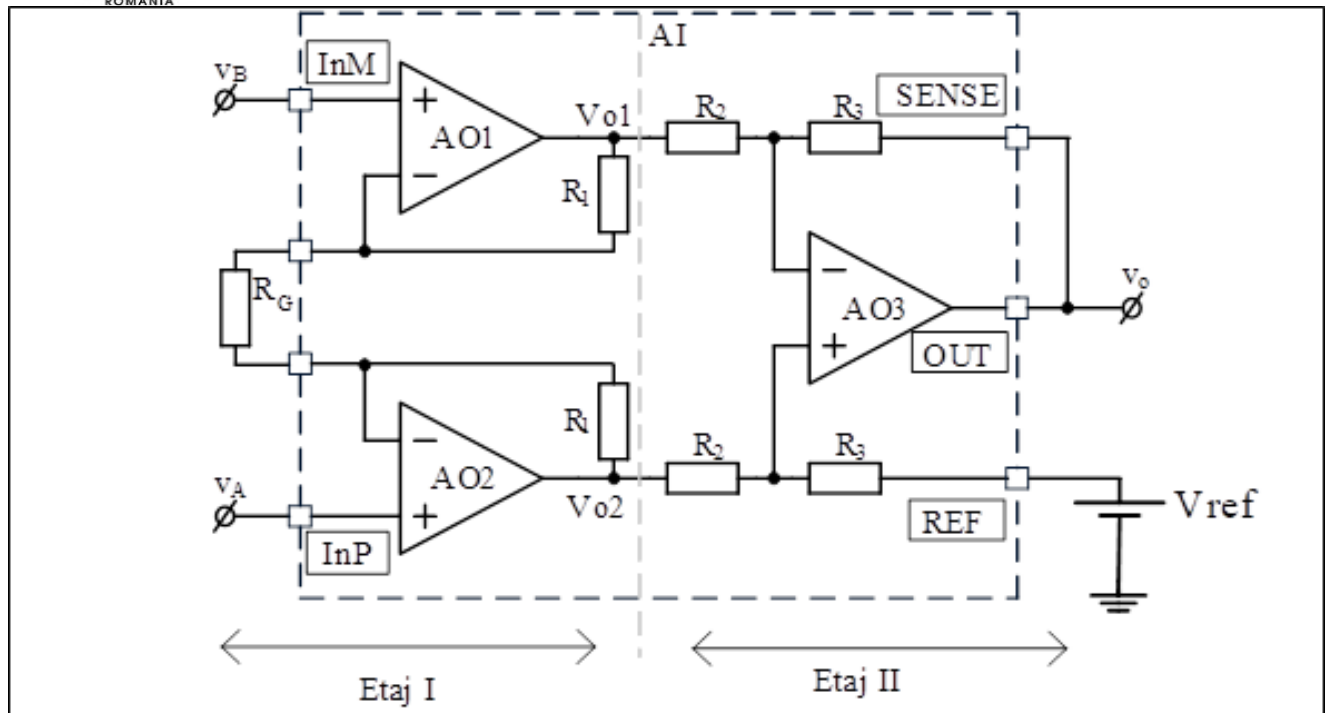 ROMANIA
AI
InM
vB
+
AO1
−
Vo1
R1
R2
R3
SENSE
RG
−
AO3
+
OUT
vo
−
AO2
+
R1
Vo2
R2
R3
REF
Vref
vA
InP
Etaj I
Etaj II